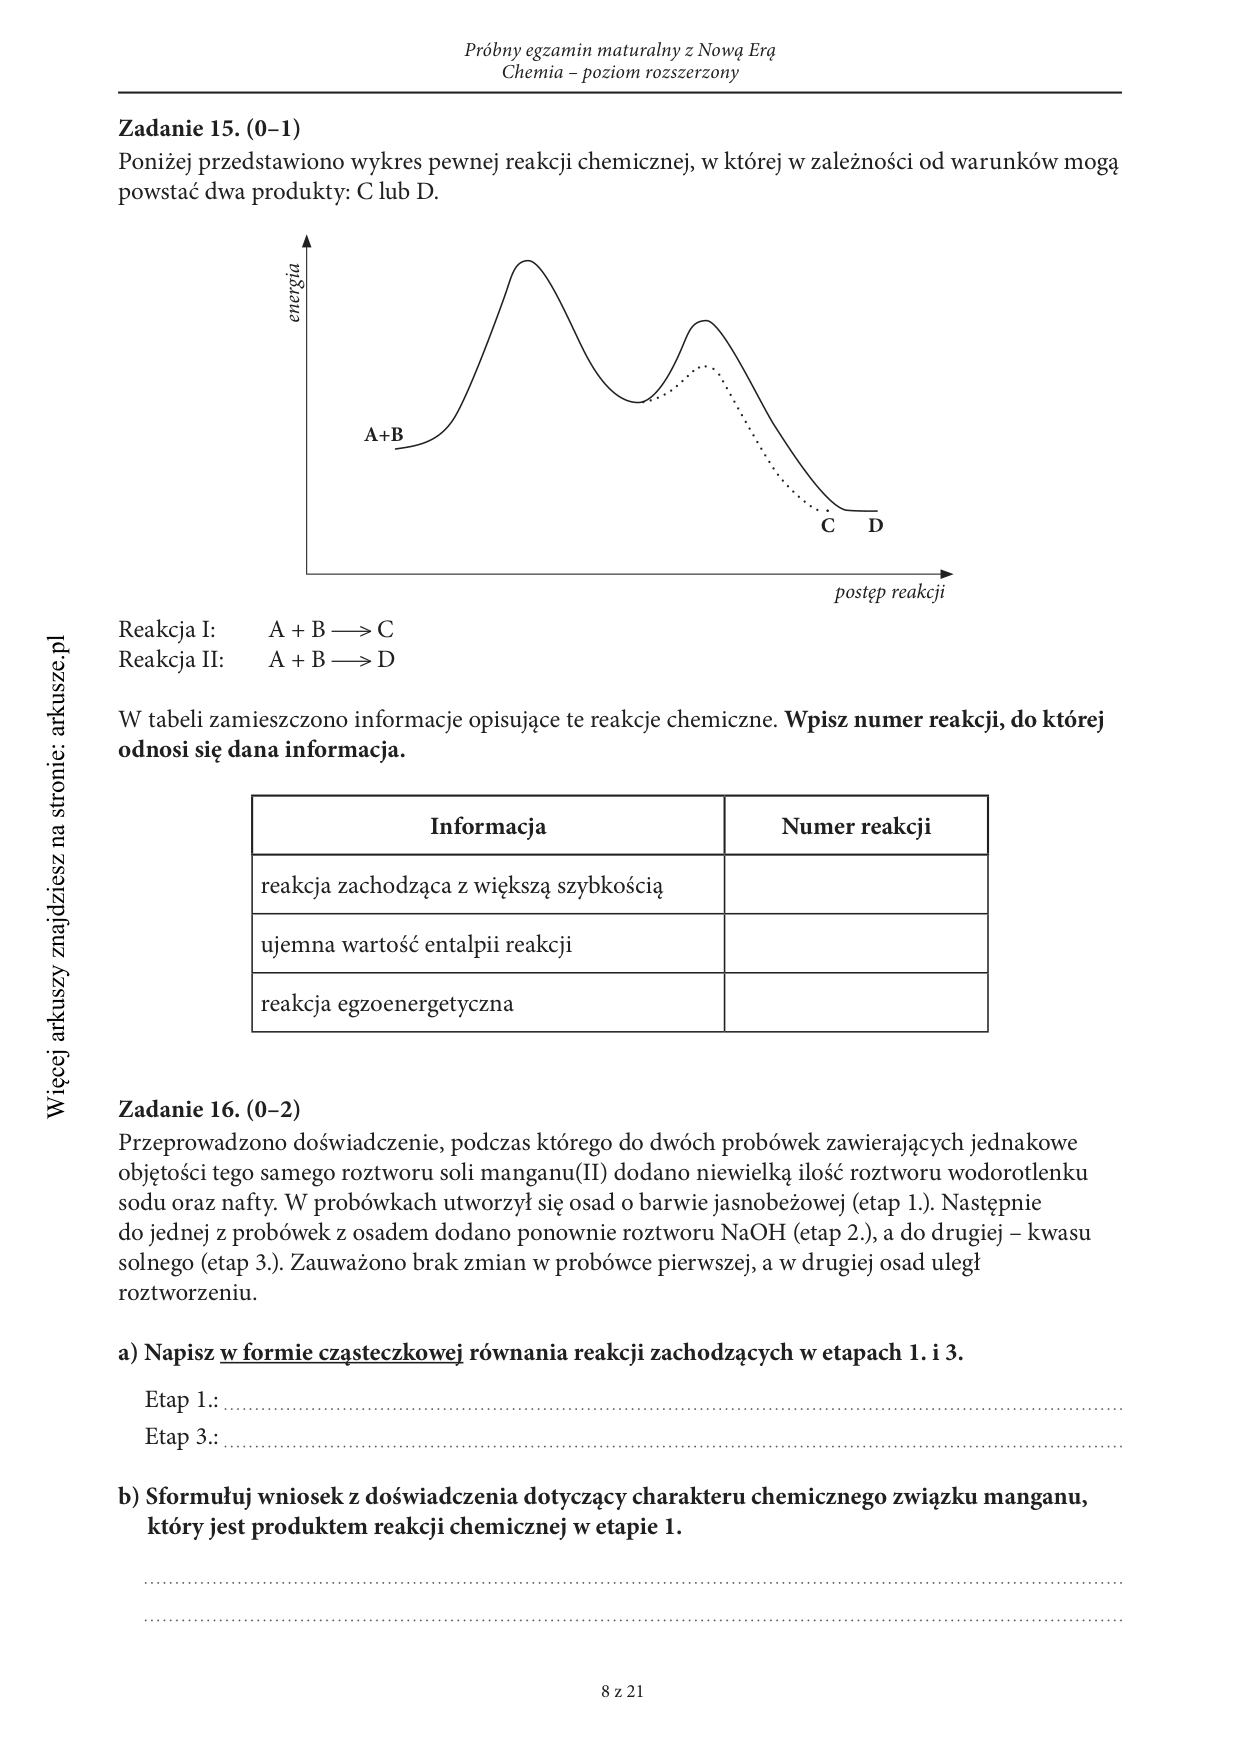 Próbny egzamin maturalny z Nową Erą
Chemia – poziom rozszerzony
Zadanie 15. (0–1)
Poniżej przedstawiono wykres pewnej reakcji chemicznej, w której w zależności od warunków mogą
powstać dwa produkty: C lub D.
energia
A+B
C D
postęp reakcji
Reakcja I: A + B ⟶ C
Reakcja II: A + B ⟶ D
W tabeli zamieszczono informacje opisujące te reakcje chemiczne. Wpisz numer reakcji, do której
odnosi się dana informacja.
Informacja Numer reakcji
reakcja zachodząca z większą szybkością
ujemna wartość entalpii reakcji
reakcja egzoenergetyczna
Zadanie 16. (0–2)
Przeprowadzono doświadczenie, podczas którego do dwóch probówek zawierających jednakowe
objętości tego samego roztworu soli manganu(II) dodano niewielką ilość roztworu wodorotlenku
sodu oraz nafty. W probówkach utworzył się osad o barwie jasnobeżowej (etap 1.). Następnie
do jednej z probówek z osadem dodano ponownie roztworu NaOH (etap 2.), a do drugiej – kwasu
solnego (etap 3.). Zauważono brak zmian w probówce pierwszej, a w drugiej osad uległ
roztworzeniu.
a) Napisz w formie cząsteczkowej równania reakcji zachodzących w etapach 1. i 3.
Etap 1.:
Etap 3.:
b) Sformułuj wniosek z doświadczenia dotyczący charakteru chemicznego związku manganu,
który jest produktem reakcji chemicznej w etapie 1.
8 z 21
Więcej arkuszy znajdziesz na stronie: arkusze.pl